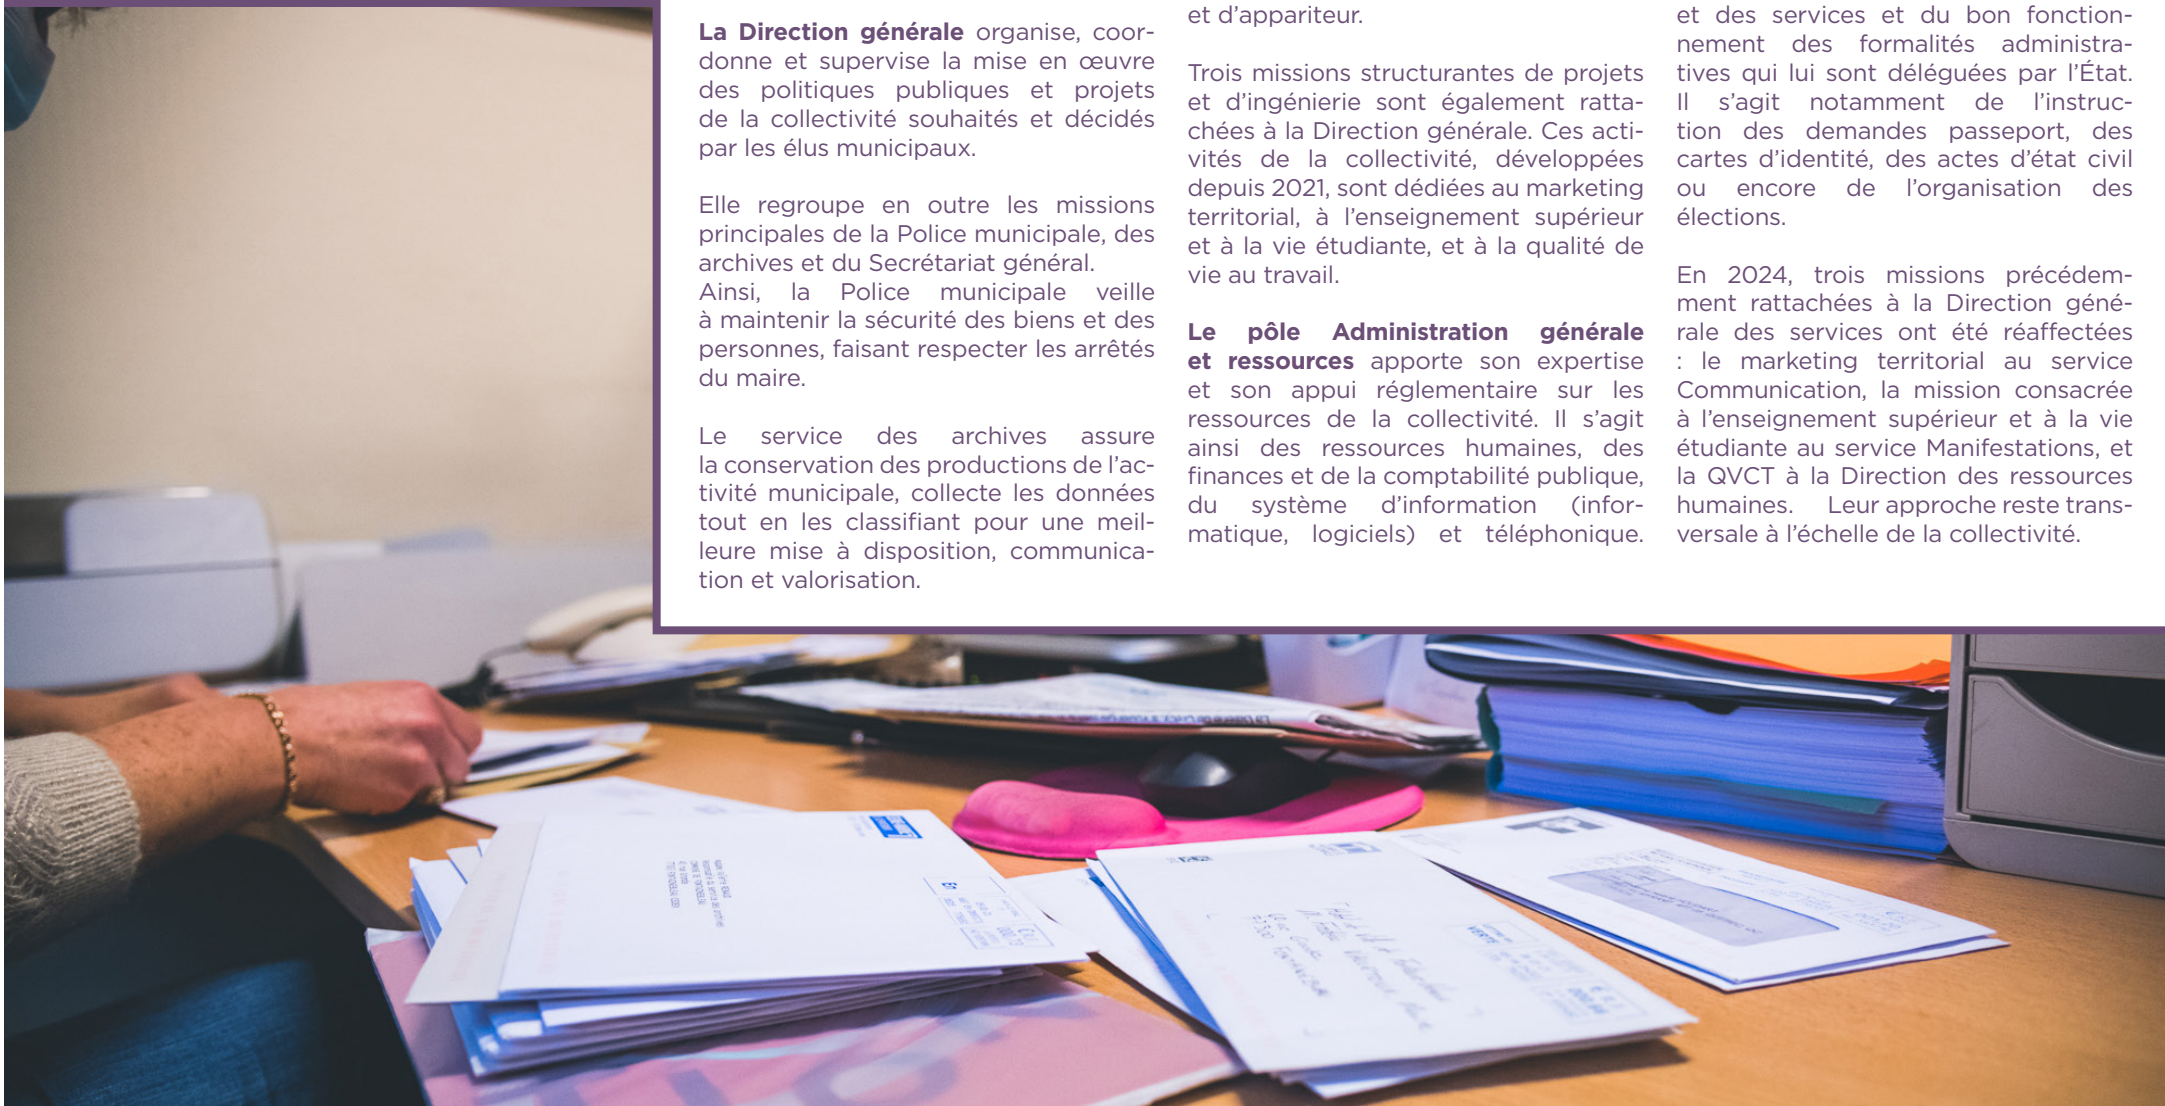 La Direction générale organise, coor-
donne et supervise la mise en œuvre
des politiques publiques et projets
de la collectivité souhaités et décidés
par les élus municipaux.
Elle regroupe en outre les missions
principales de la Police municipale, des
archives et du Secrétariat général.
Ainsi, la Police municipale veille
à maintenir la sécurité des biens et des
personnes, faisant respecter les arrêtés
du maire.
Le service des archives assure
la conservation des productions de l'ac-
tivité municipale, collecte les données
tout en les classifiant pour une meil-
leure mise à disposition, communica-
tion et valorisation.
et d'appariteur.
Trois missions structurantes de projets
et d'ingénierie sont également ratta-
chées à la Direction générale. Ces acti-
vités de la collectivité, développées
depuis 2021, sont dédiées au marketing
territorial, à l'enseignement supérieur
et à la vie étudiante, et à la qualité de
vie au travail.
Le pôle Administration générale
et ressources apporte son expertise
et son appui réglementaire sur les
ressources de la collectivité. Il s'agit
ainsi des ressources humaines, des
finances et de la comptabilité publique,
du système d'information (infor-
matique, logiciels) et téléphonique.
et des services et du bon fonction-
nement des formalités administra-
tives qui lui sont déléguées par l'État.
Il s'agit notamment de l'instruc-
tion des demandes passeport, des
cartes d'identité, des actes d'état civil
ou encore de l'organisation des
élections.
En 2024, trois missions précédem-
ment rattachées à la Direction géné-
rale des services ont été réaffectées
: le marketing territorial au service
Communication, la mission consacrée
à l'enseignement supérieur et à la vie
étudiante au service Manifestations, et
la QVCT à la Direction des ressources
humaines. Leur approche reste trans-
versale à l'échelle de la collectivité.
VERTE